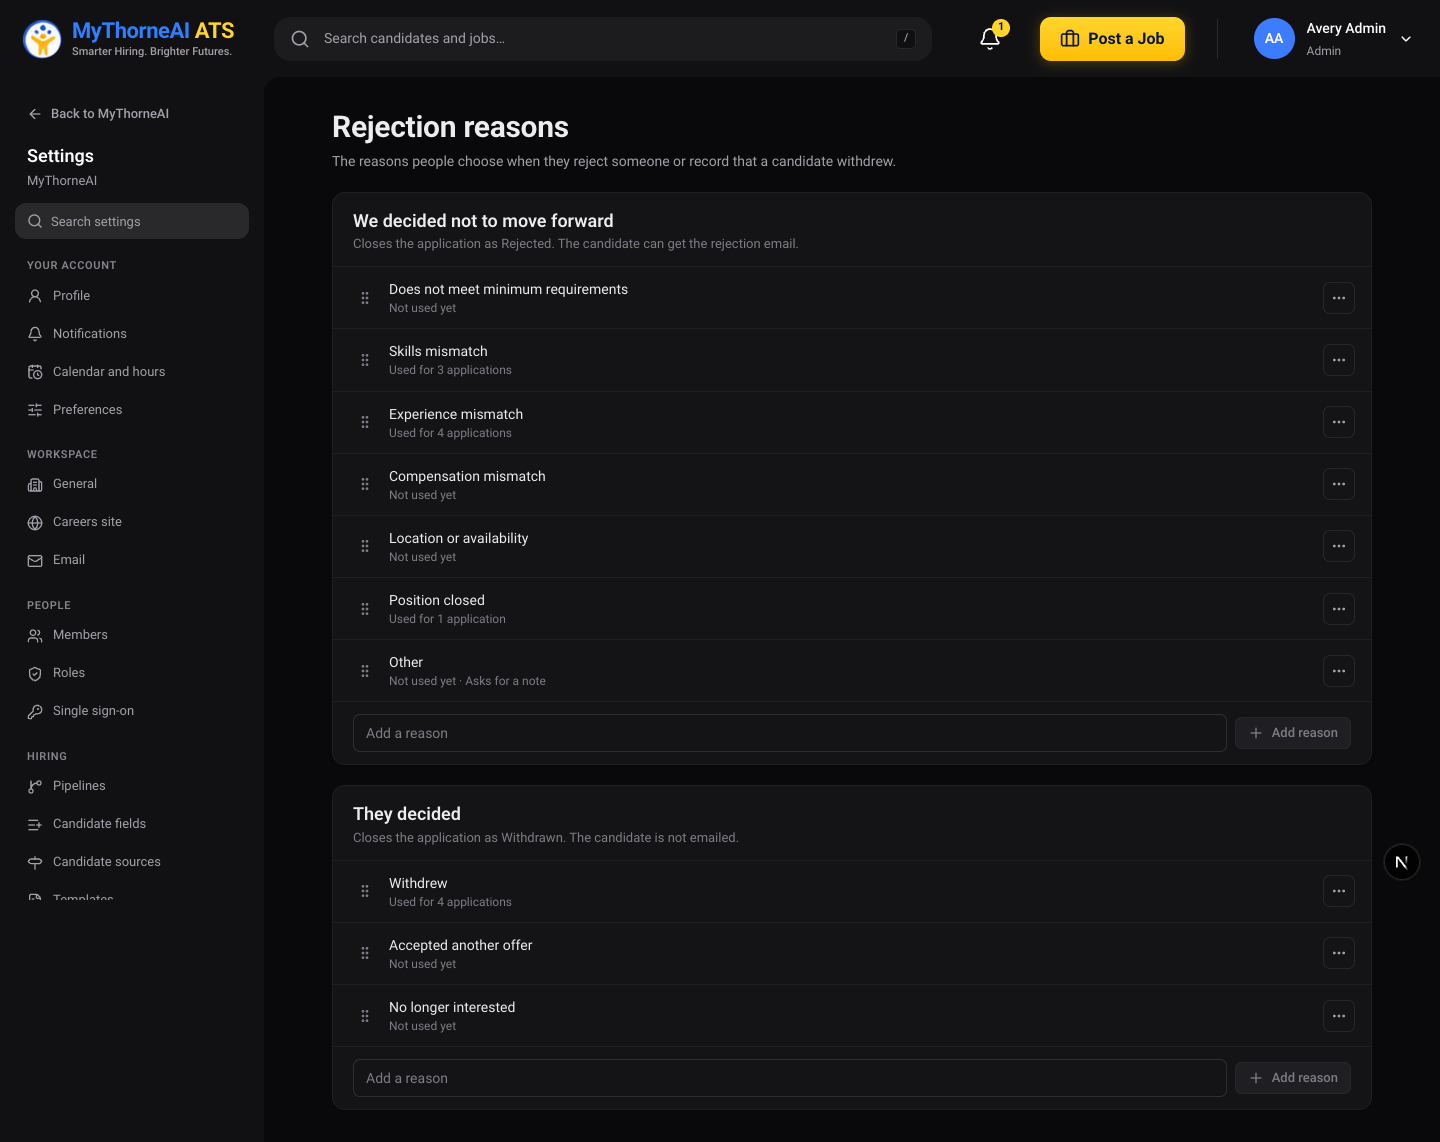 MyThorneAI ATS
Smarter Hiring. Brighter Futures.
Search candidates and jobs...
/
1
Post a Job
AA
Avery Admin
Admin
Back to MyThorneAI
Settings
MyThorneAI
Search settings
YOUR ACCOUNT
Profile
Notifications
Calendar and hours
Preferences
WORKSPACE
General
Careers site
Email
PEOPLE
Members
Roles
Single sign-on
HIRING
Pipelines
Candidate fields
Candidate sources
Templates
Rejection reasons
The reasons people choose when they reject someone or record that a candidate withdrew.
We decided not to move forward
Closes the application as Rejected. The candidate can get the rejection email.
Does not meet minimum requirements
Not used yet
Skills mismatch
Used for 3 applications
Experience mismatch
Used for 4 applications
Compensation mismatch
Not used yet
Location or availability
Not used yet
Position closed
Used for 1 application
Other
Not used yet · Asks for a note
Add a reason
Add reason
They decided
Closes the application as Withdrawn. The candidate is not emailed.
Withdrew
Used for 4 applications
Accepted another offer
Not used yet
No longer interested
Not used yet
Add a reason
Add reason
N